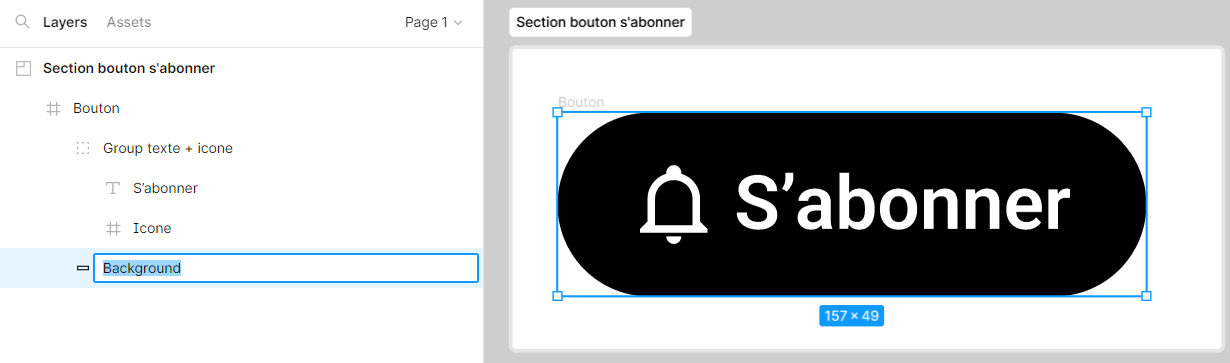 Layers Assets Page 1
Section bouton s'abonner
Bouton
Group texte + icone
S’abonner
Icone
Background
Section bouton s'abonner
Bouton
S’abonner
157 × 49